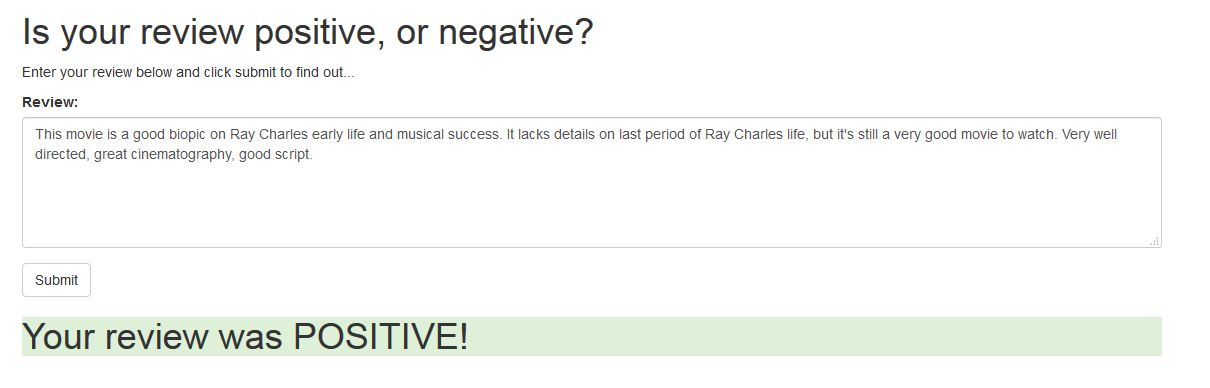 Is your review positive, or negative?
Enter your review below and click submit to find out...
Review:
This movie is a good biopic on Ray Charles early life and musical success. It lacks details on last period of Ray Charles life, but it's still a very good movie to watch. Very well
directed, great cinematography, good script.
Submit
Your review was POSITIVE!